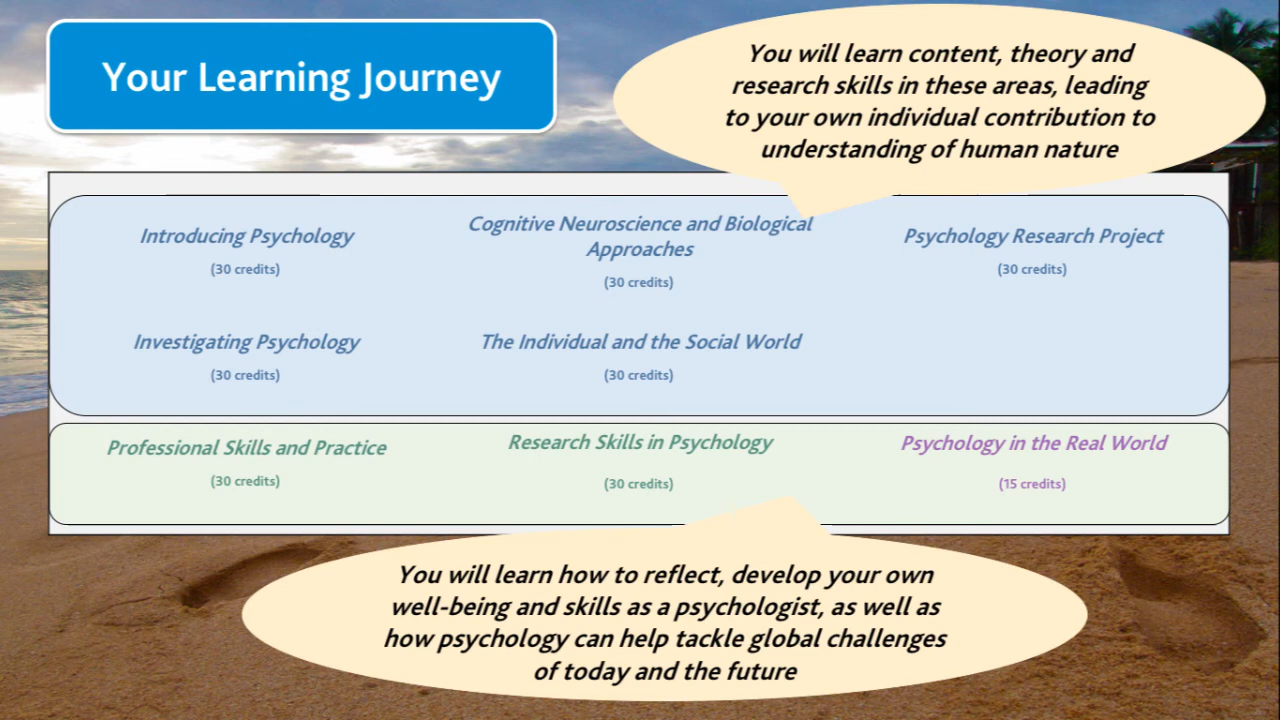 Your Learning Journey
You will learn content, theory and
research skills in these areas, leading
to your own individual contribution to
understanding of human nature
Introducing Psychology
(30 credits)
Cognitive Neuroscience and Biological
Approaches
(30 credits)
Psychology Research Project
(30 credits)
Investigating Psychology
(30 credits)
The Individual and the Social World
(30 credits)
Professional Skills and Practice
(30 credits)
Research Skills in Psychology
(30 credits)
Psychology in the Real World
(15 credits)
You will learn how to reflect, develop your own
well-being and skills as a psychologist, as well as
how psychology can help tackle global challenges
of today and the future